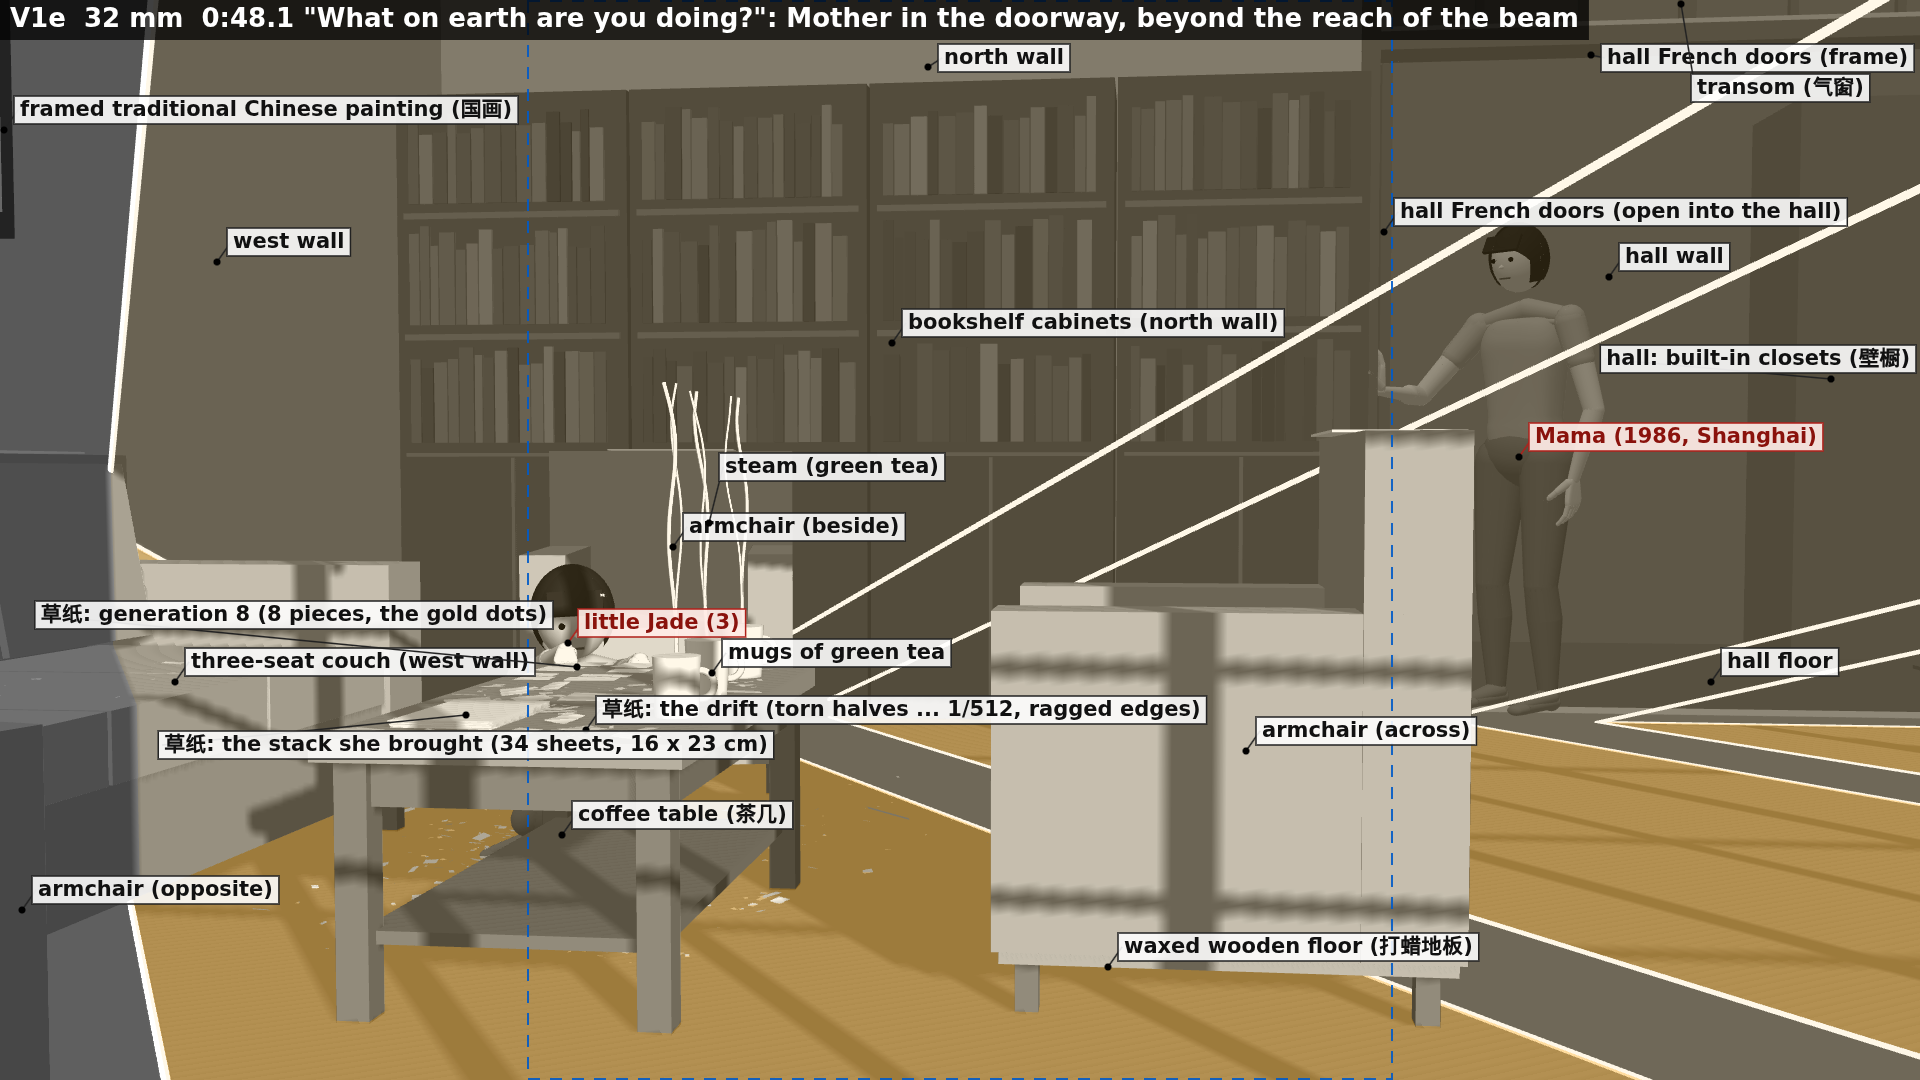 V1e  32 mm  0:48.1 "What on earth are you doing?": Mother in the doorway, beyond the reach of the beam
north wall
hall French doors (frame)
transom (气窗)
framed traditional Chinese painting (国画)
hall French doors (open into the hall)
west wall
hall wall
bookshelf cabinets (north wall)
hall: built-in closets (壁橱)
Mama (1986, Shanghai)
steam (green tea)
armchair (beside)
草纸: generation 8 (8 pieces, the gold dots)
little Jade (3)
three-seat couch (west wall)
mugs of green tea
hall floor
草纸: the drift (torn halves ... 1/512, ragged edges)
armchair (across)
草纸: the stack she brought (34 sheets, 16 x 23 cm)
coffee table (茶几)
armchair (opposite)
waxed wooden floor (打蜡地板)